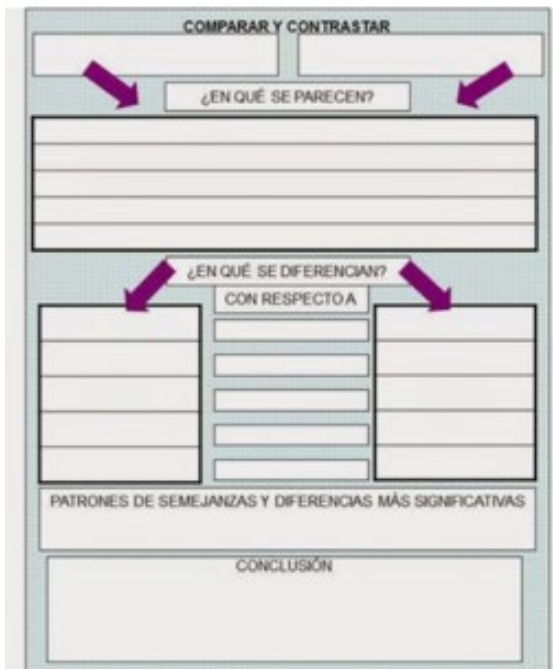 COMPARAR Y CONTRASTAR
¿EN QUÉ SE PARECEN?
¿EN QUÉ SE DIFERENCIAN?
CON RESPECTO A
PATRONES DE SEMEJANZAS Y DIFERENCIAS MÁS SIGNIFICATIVAS
CONCLUSIÓN